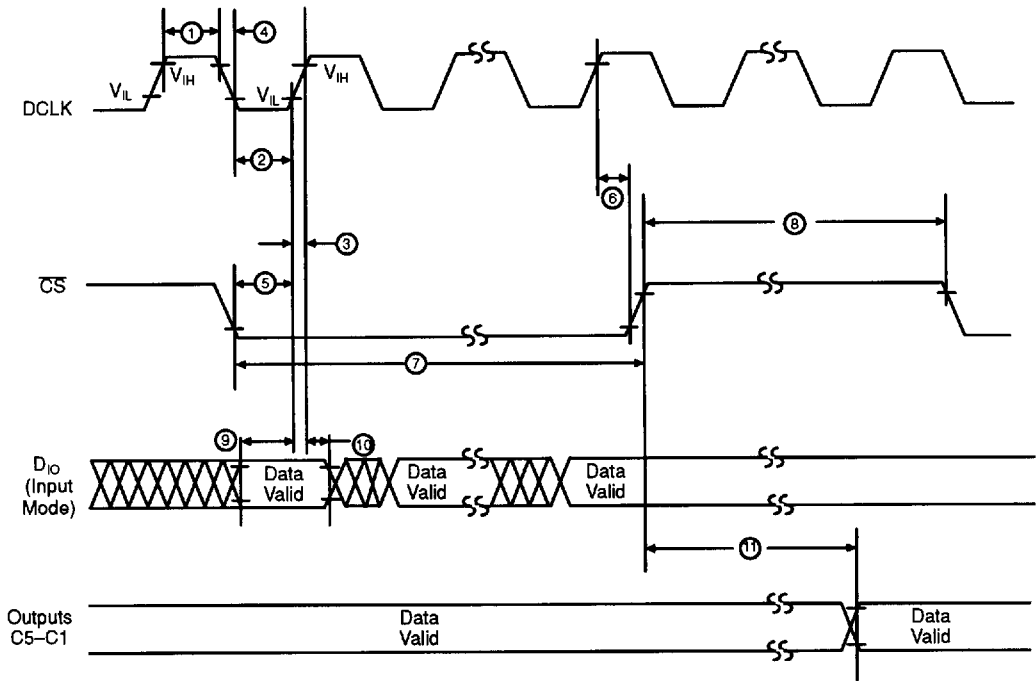 ① ④
V_IL V_IH V_IL V_IH
DCLK
②
⑥
⑧
③
C̅S̅ ⑤
⑦
⑨ ⑩
D_IO
(Input
Mode)
Data
Valid
Data
Valid
Data
Valid
⑪
Outputs
C5–C1
Data
Valid
Data
Valid